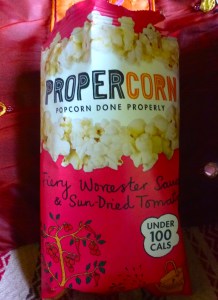 PROPERCORN
POPCORN DONE PROPERLY
Fiery Worcester Sauce
& Sun-Dried Tomato
UNDER
100
CALS